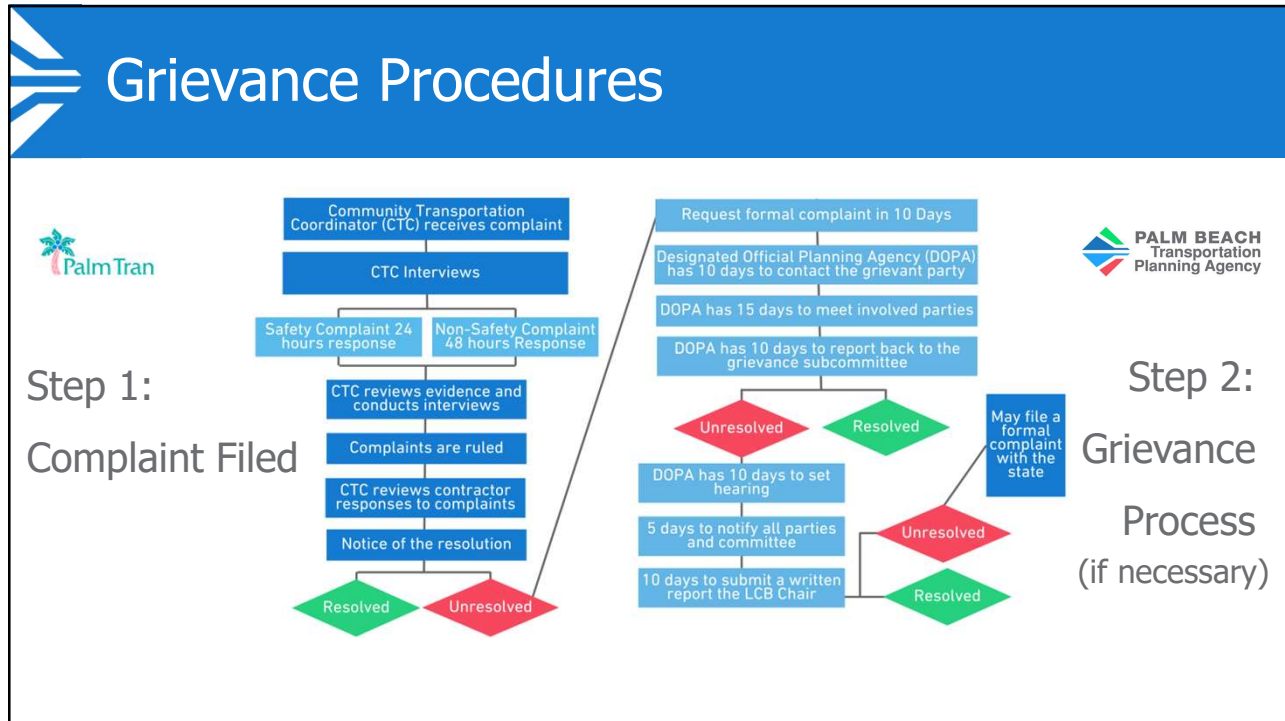 Grievance Procedures
Palm Tran
Step 1:
Complaint Filed
Community Transportation
Coordinator (CTC) receives complaint
CTC Interviews
Safety Complaint 24
hours response
Non-Safety Complaint
48 hours Response
CTC reviews evidence and
conducts interviews
Complaints are ruled
CTC reviews contractor
responses to complaints
Notice of the resolution
Resolved
Unresolved
Request formal complaint in 10 Days
Designated Official Planning Agency (DOPA)
has 10 days to contact the grievant party
DOPA has 15 days to meet involved parties
DOPA has 10 days to report back to the
grievance subcommittee
Unresolved
Resolved
DOPA has 10 days to set
hearing
5 days to notify all parties
and committee
10 days to submit a written
report the LCB Chair
Unresolved
Resolved
May file a
formal
complaint
with the
state
PALM BEACH
Transportation
Planning Agency
Step 2:
Grievance
Process
(if necessary)